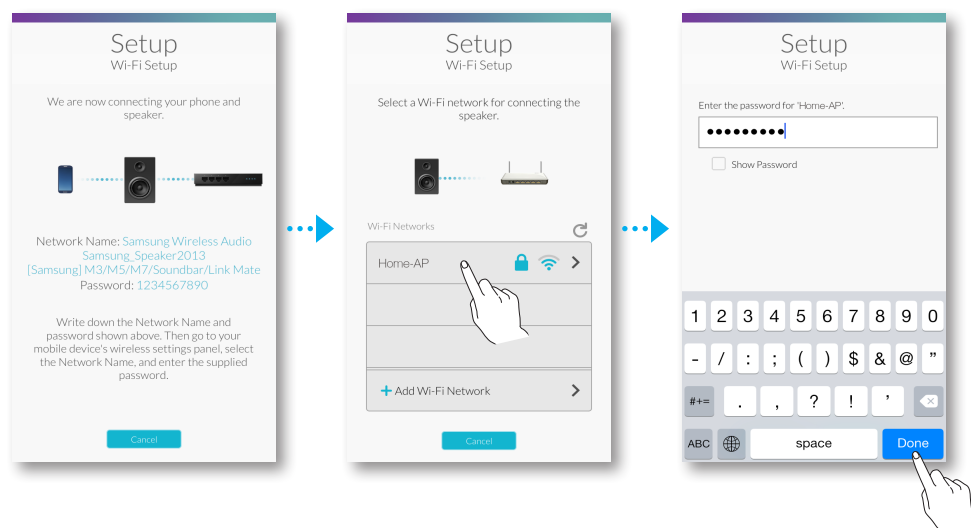 Setup
Wi-Fi Setup
We are now connecting your phone and
speaker.
Network Name: Samsung Wireless Audio
Samsung_Speaker2013
[Samsung] M3/M5/M7/Soundbar/Link Mate
Password: 1234567890
Write down the Network Name and
password shown above. Then go to your
mobile device's wireless settings panel, select
the Network Name, and enter the supplied
password.
Cancel
Setup
Wi-Fi Setup
Select a Wi-Fi network for connecting the
speaker.
Wi-Fi Networks
Home-AP
+ Add Wi-Fi Network
Cancel
Setup
Wi-Fi Setup
Enter the password for 'Home-AP'.
•••••••••
Show Password
1 2 3 4 5 6 7 8 9 0
- / : ; ( ) $ & @ "
#+= . , ? ! '
ABC space Done